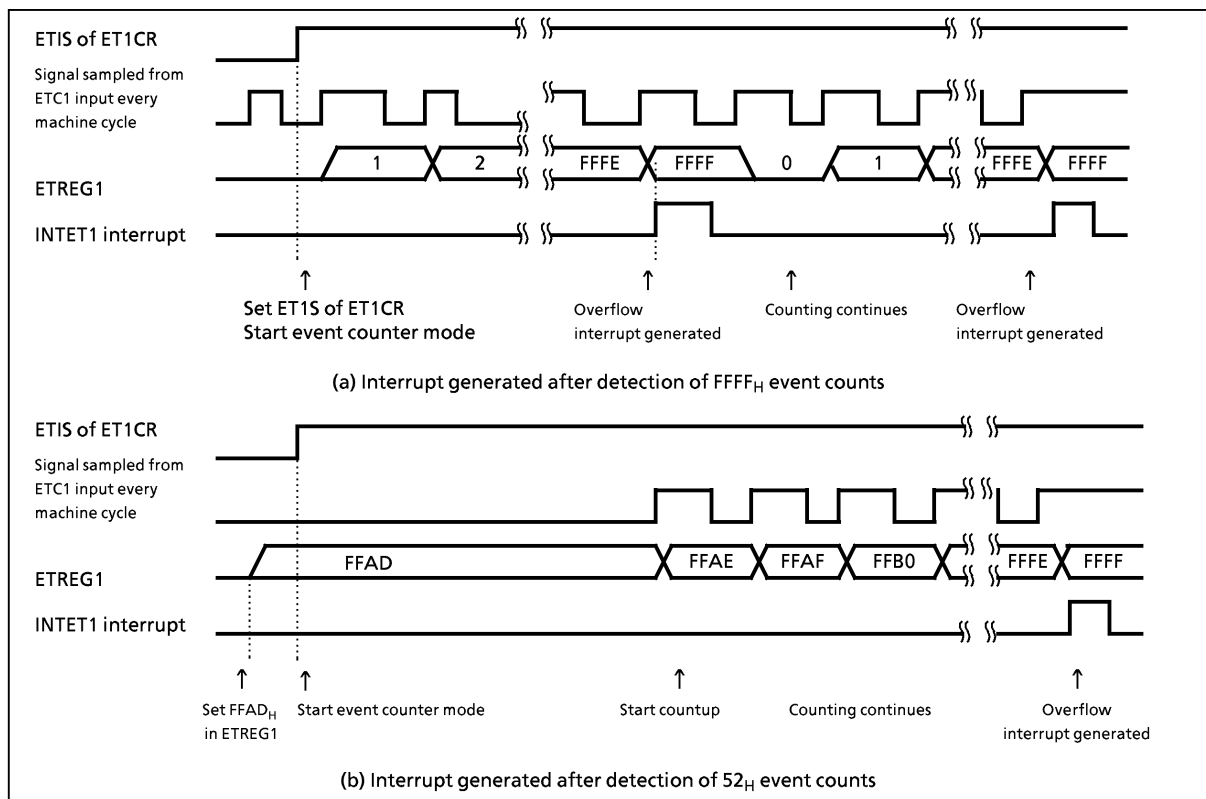 ETIS of ET1CR
Signal sampled from
ETC1 input every
machine cycle
1 2 FFFE FFFF 0 1 FFFE FFFF
ETREG1
INTET1 interrupt
Set ET1S of ET1CR
Start event counter mode
Overflow
interrupt generated
Counting continues
Overflow
interrupt generated
(a) Interrupt generated after detection of FFFFH event counts
ETIS of ET1CR
Signal sampled from
ETC1 input every
machine cycle
FFAD FFAE FFAF FFB0 FFFE FFFF
ETREG1
INTET1 interrupt
Set FFADH
in ETREG1
Start event counter mode
Start countup
Counting continues
Overflow
interrupt generated
(b) Interrupt generated after detection of 52H event counts